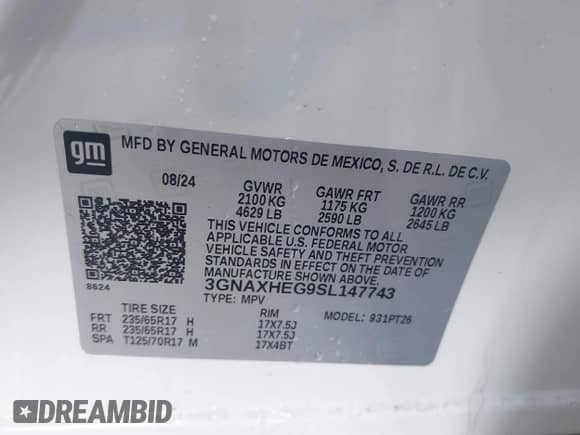 gm MFD BY GENERAL MOTORS DE MEXICO, S. DE R.L. DE C.V.
08/24 GVWR GAWR FRT GAWR RR
2100 KG 1175 KG 1200 KG
4629 LB 2590 LB 2645 LB
THIS VEHICLE CONFORMS TO ALL
APPLICABLE U.S. FEDERAL MOTOR
VEHICLE SAFETY AND THEFT PREVENTION
STANDARDS IN EFFECT ON THE DATE OF
MANUFACTURE SHOWN ABOVE.
8624 3GNAXHEG9SL147743
TYPE: MPV
TIRE SIZE RIM MODEL: 931PT26
FRT 235/65R17 H 17X7.5J
RR 235/65R17 H 17X7.5J
SPA T125/70R17 M 17X4BT
DREAMBID